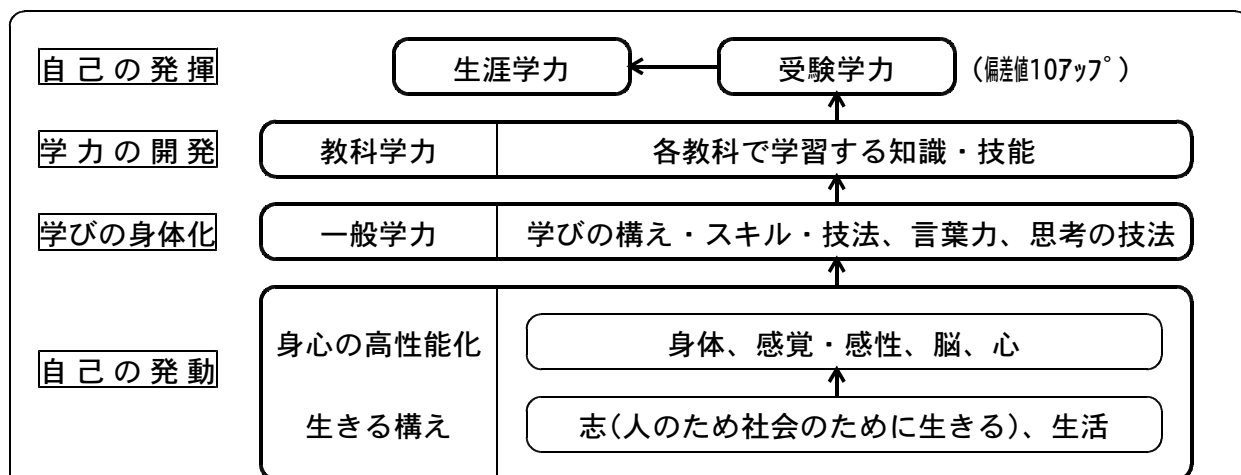 自己の発揮 生涯学力 受験学力 (偏差値10アップ)
学力の開発 教科学力 各教科で学習する知識・技能
学びの身体化 一般学力 学びの構え・スキル・技法、言葉力、思考の技法
身心の高性能化 身体、感覚・感性、脳、心
自己の発動
生きる構え 志(人のため社会のために生きる)、生活